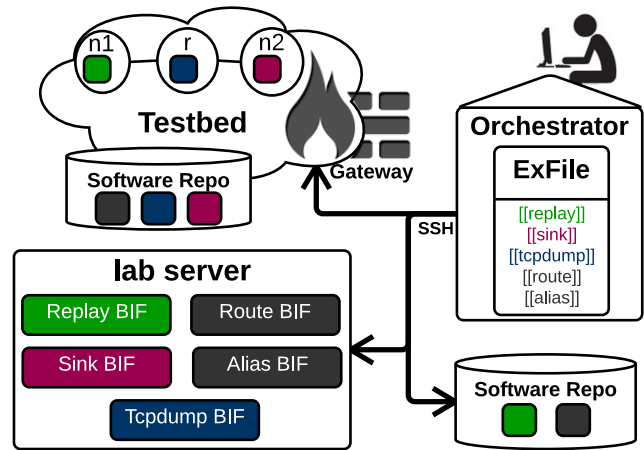 n1
r
n2
Testbed
Gateway
Software Repo
Orchestrator
ExFile
[[replay]]
[[sink]]
[[tcpdump]]
[[route]]
[[alias]]
SSH
lab server
Replay BIF
Route BIF
Sink BIF
Alias BIF
Tcpdump BIF
Software Repo